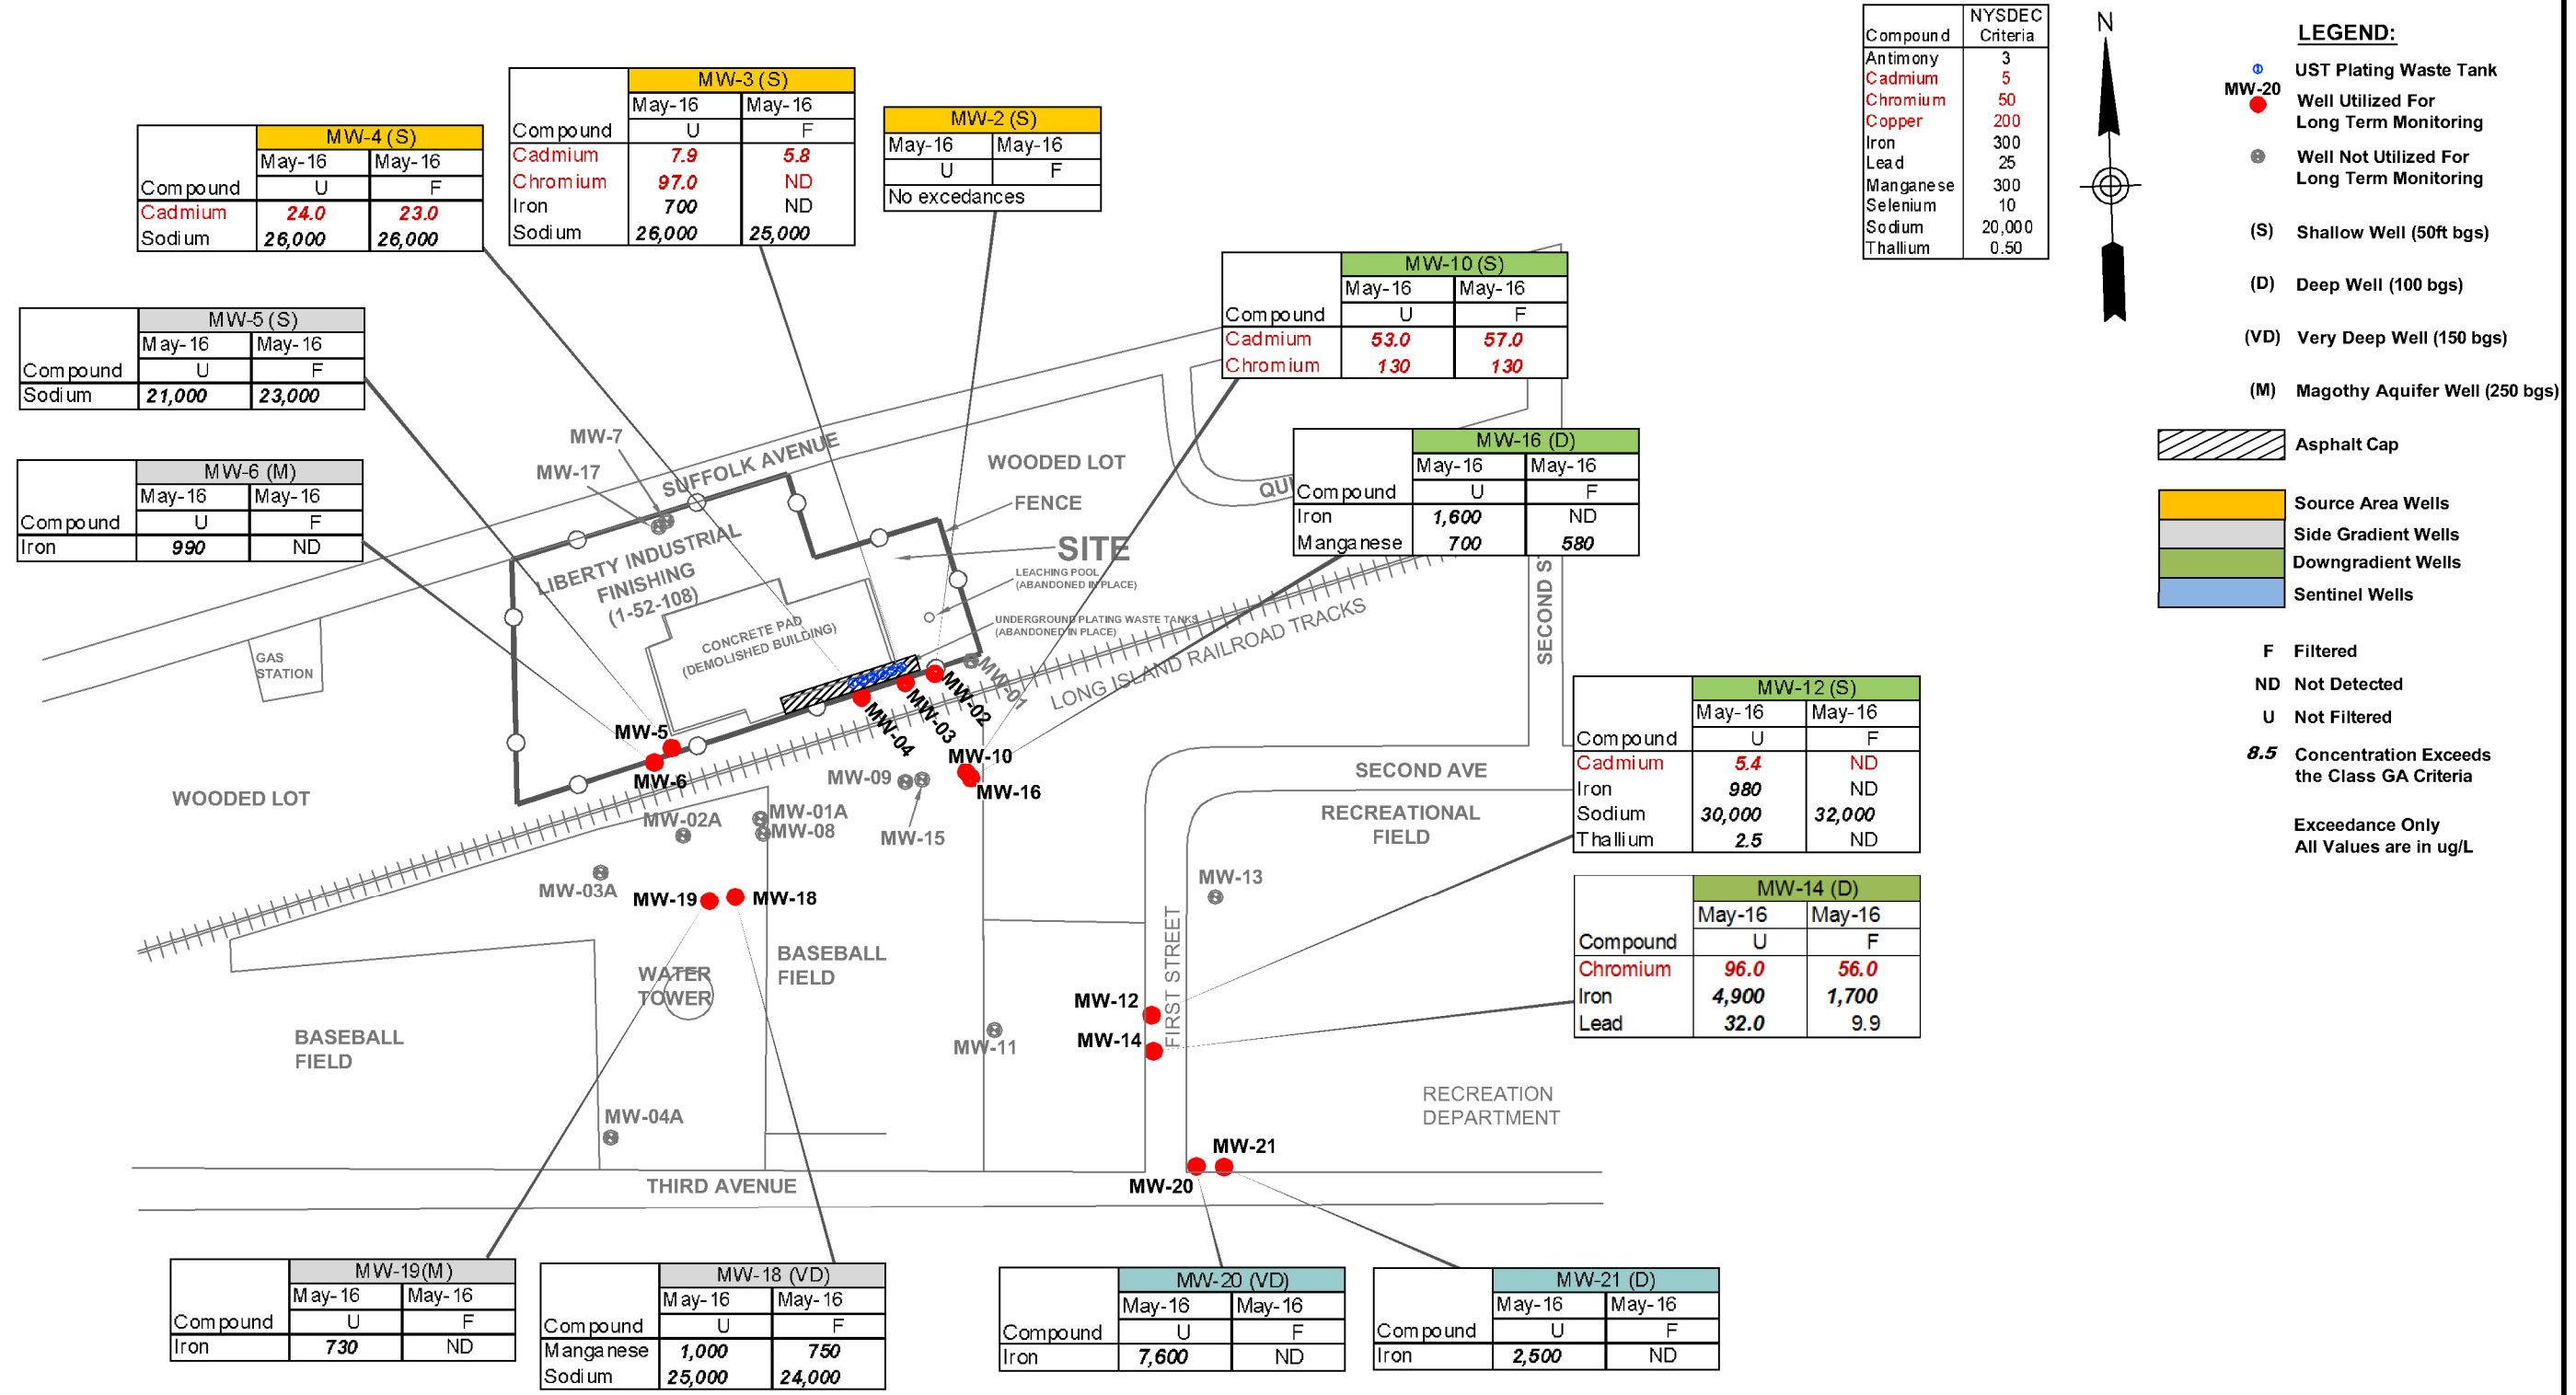 MW-4 (S)
May-16 May-16
Compound U F
Cadmium 24.0 23.0
Sodium 26,000 26,000
MW-3 (S)
May-16 May-16
Compound U F
Cadmium 7.9 5.8
Chromium 97.0 ND
Iron 700 ND
Sodium 26,000 25,000
MW-2 (S)
May-16 May-16
U F
No excedances
MW-5 (S)
May-16 May-16
Compound U F
Sodium 21,000 23,000
MW-6 (M)
May-16 May-16
Compound U F
Iron 990 ND
MW-10 (S)
May-16 May-16
Compound U F
Cadmium 53.0 57.0
Chromium 130 130
MW-16 (D)
May-16 May-16
Compound U F
Iron 1,600 ND
Manganese 700 580
MW-12 (S)
May-16 May-16
Compound U F
Cadmium 5.4 ND
Iron 980 ND
Sodium 30,000 32,000
Thallium 2.5 ND
MW-14 (D)
May-16 May-16
Compound U F
Chromium 96.0 56.0
Iron 4,900 1,700
Lead 32.0 9.9
MW-19(M)
May-16 May-16
Compound U F
Iron 730 ND
MW-18 (VD)
May-16 May-16
Compound U F
Manganese 1,000 750
Sodium 25,000 24,000
MW-20 (VD)
May-16 May-16
Compound U F
Iron 7,600 ND
MW-21 (D)
May-16 May-16
Compound U F
Iron 2,500 ND
NYSDEC
Compound Criteria
Antimony 3
Cadmium 5
Chromium 50
Copper 200
Iron 300
Lead 25
Manganese 300
Selenium 10
Sodium 20,000
Thallium 0.50
N
LEGEND:
UST Plating Waste Tank
MW-20
Well Utilized For
Long Term Monitoring
Well Not Utilized For
Long Term Monitoring
(S) Shallow Well (50ft bgs)
(D) Deep Well (100 bgs)
(VD) Very Deep Well (150 bgs)
(M) Magothy Aquifer Well (250 bgs)
Asphalt Cap
Source Area Wells
Side Gradient Wells
Downgradient Wells
Sentinel Wells
F Filtered
ND Not Detected
U Not Filtered
8.5 Concentration Exceeds
the Class GA Criteria
Exceedance Only
All Values are in ug/L
MW-7
MW-17
SUFFOLK AVENUE
WOODED LOT
FENCE
SITE
LEACHING POOL
(ABANDONED IN PLACE)
UNDERGROUND PLATING WASTE TANKS
(ABANDONED IN PLACE)
LIBERTY INDUSTRIAL
FINISHING
(1-52-108)
CONCRETE PAD
(DEMOLISHED BUILDING)
GAS
STATION
LONG ISLAND RAILROAD TRACKS
MW-01
MW-02
MW-03
MW-04
MW-5
MW-6
MW-10
MW-16
MW-09
MW-15
MW-01A
MW-08
MW-02A
MW-03A
MW-19
MW-18
WOODED LOT
SECOND AVE
RECREATIONAL
FIELD
MW-13
FIRST STREET
WATER
TOWER
BASEBALL
FIELD
BASEBALL
FIELD
MW-12
MW-14
MW-11
MW-04A
RECREATION
DEPARTMENT
MW-21
MW-20
THIRD AVENUE
SECOND S
QUI